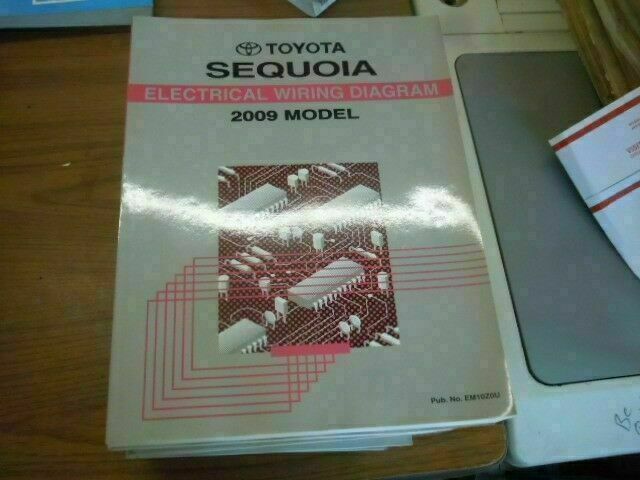 TOYOTA
SEQUOIA
ELECTRICAL WIRING DIAGRAM
2009 MODEL
Pub. No. EM10Z0U